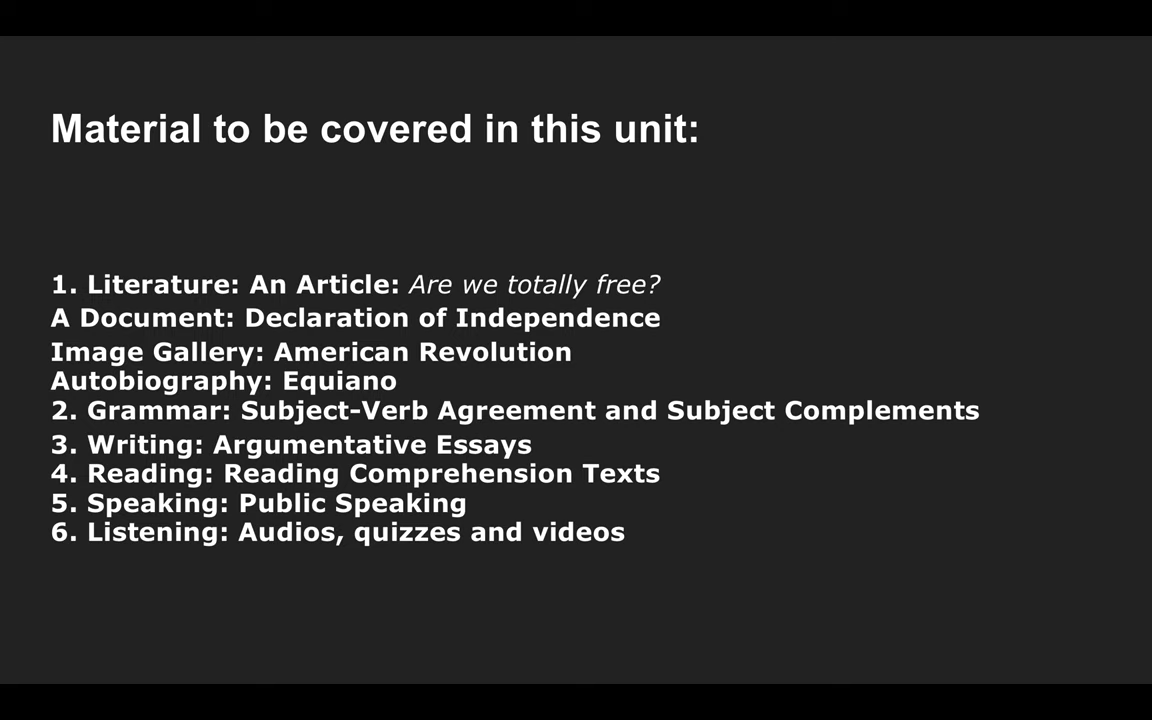 Material to be covered in this unit:
1. Literature: An Article: Are we totally free?
A Document: Declaration of Independence
Image Gallery: American Revolution
Autobiography: Equiano
2. Grammar: Subject-Verb Agreement and Subject Complements
3. Writing: Argumentative Essays
4. Reading: Reading Comprehension Texts
5. Speaking: Public Speaking
6. Listening: Audios, quizzes and videos